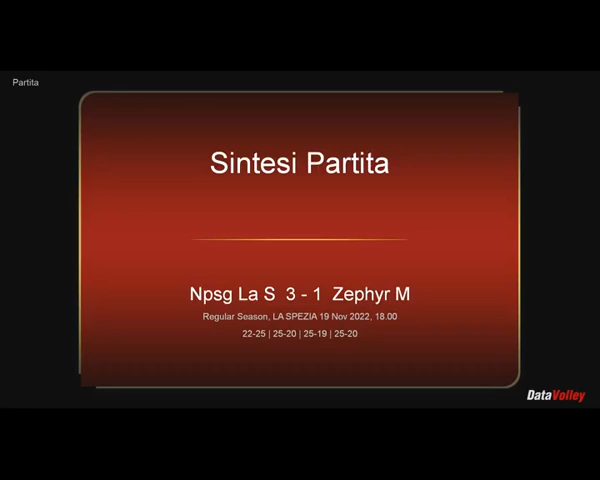 Partita
Sintesi Partita
Npsg La S 3 - 1 Zephyr M
Regular Season, LA SPEZIA 19 Nov 2022, 18.00
22-25 | 25-20 | 25-19 | 25-20
DataVolley